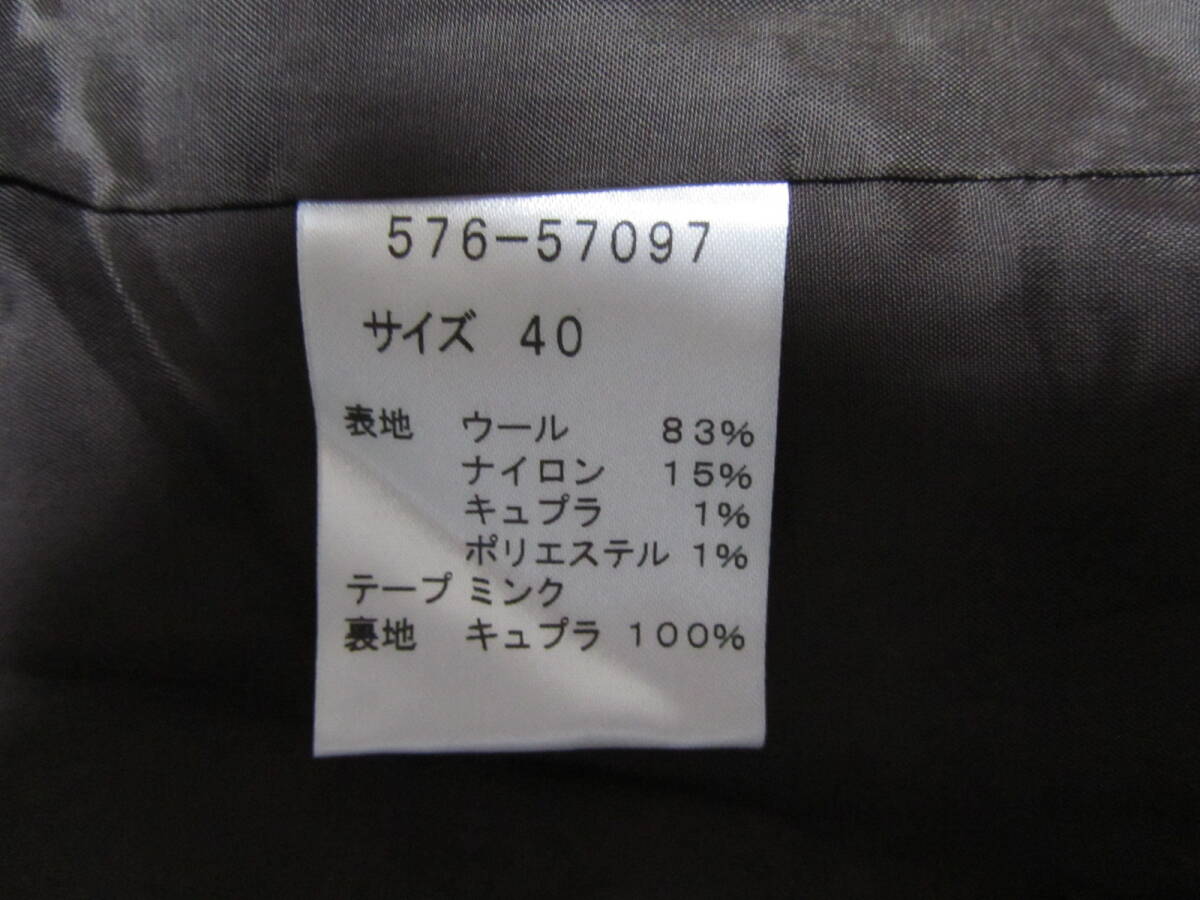 576-57097
サイズ 40
表地 ウール 83%
ナイロン 15%
キュプラ 1%
ポリエステル 1%
テープ ミンク
裏地 キュプラ 100%